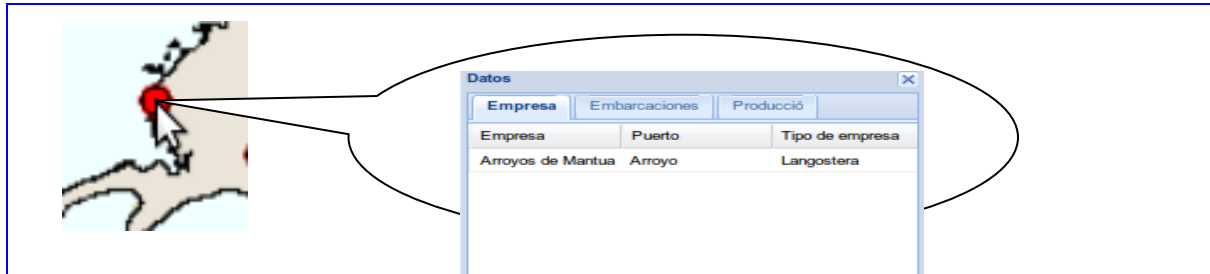 Datos
Empresa Embarcaciones Producció
Empresa Puerto Tipo de empresa
Arroyos de Mantua Arroyo Langostera